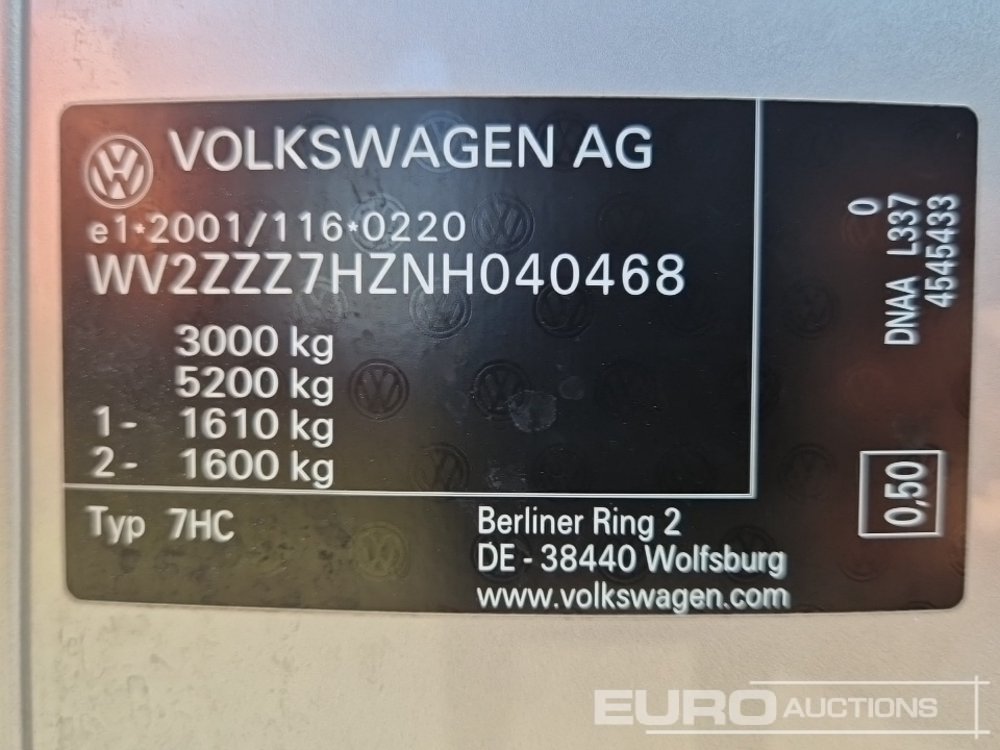 VOLKSWAGEN AG
e1*2001/116*0220
WV2ZZZ7HZNH040468
3000 kg
5200 kg
1- 1610 kg
2- 1600 kg
Typ 7HC
Berliner Ring 2
DE - 38440 Wolfsburg
www.volkswagen.com
0
DNAA L337
4545433
0,50
EURO AUCTIONS